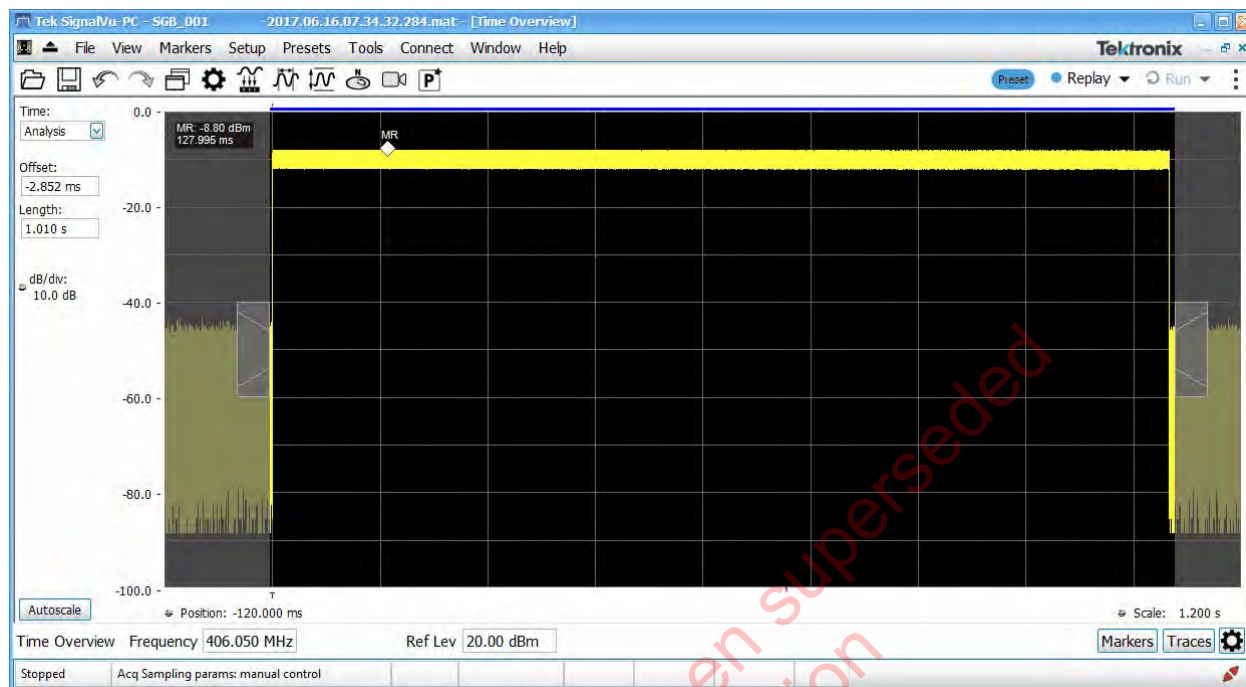 Tek SignalVu-PC - SGB_001 -2017.06.16.07.34.32.284.mat - [Time Overview]
File View Markers Setup Presets Tools Connect Window Help
Tektronix
Preset Replay Run
Time:
Analysis
Offset:
-2.852 ms
Length:
1.010 s
dB/div:
10.0 dB
Autoscale
MR: -8.80 dBm
127.995 ms
MR
0.0
-20.0
-40.0
-60.0
-80.0
-100.0
T
Position: -120.000 ms
Scale: 1.200 s
Time Overview Frequency 406.050 MHz Ref Lev 20.00 dBm Markers Traces
Stopped Acq Sampling params: manual control
en superseded